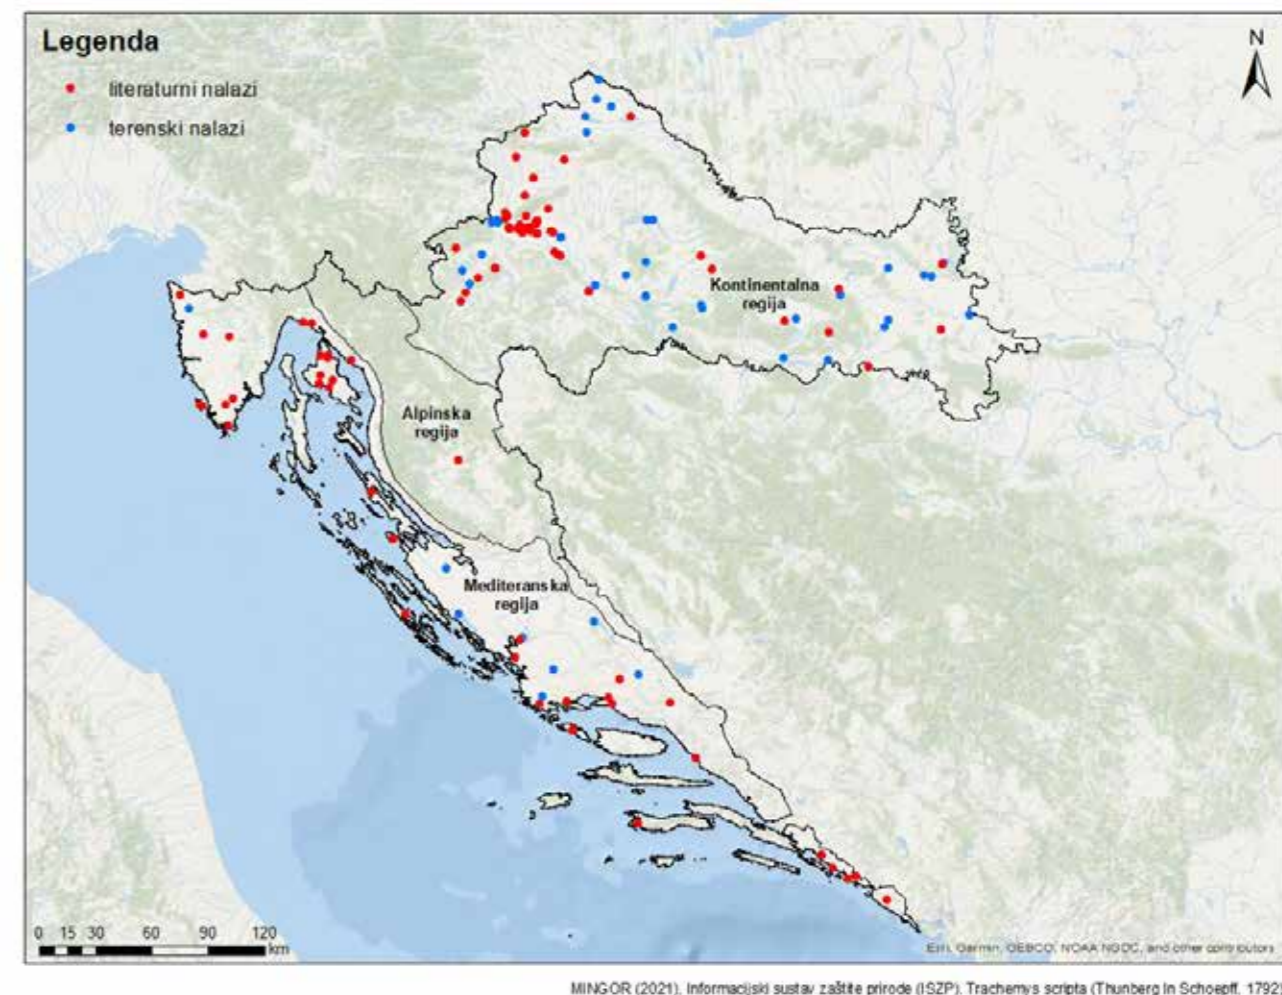 Legenda
literaturni nalazi
terenski nalazi
N
Kontinentalna
regija
Alpinska
regija
Mediteranska
regija
0 15 30 60 90 120
km
Esri, Garmin, GEBCO, NOAA NGDC, and other contributors
MINGOR (2021), Informacijski sustav zaštite prirode (ISZP). Trachemys scripta (Thunberg In Schoepff, 1792